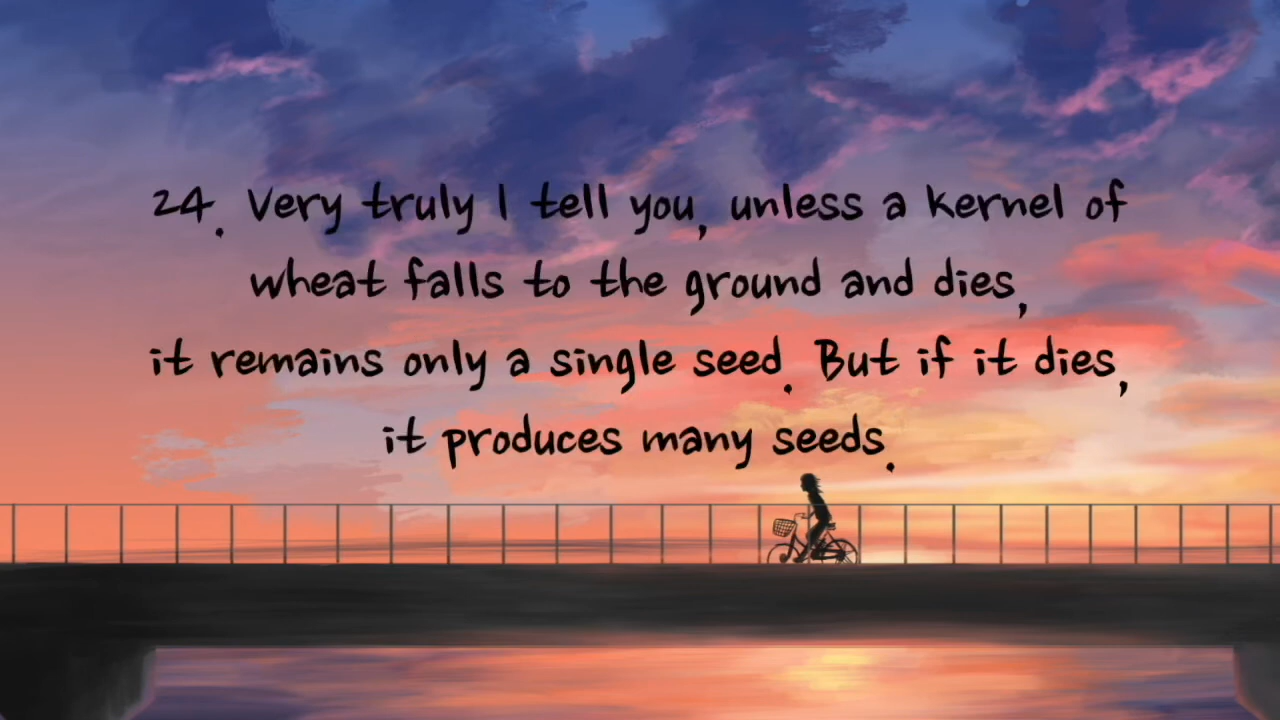 24. Very truly I tell you, unless a kernel of
wheat falls to the ground and dies,
it remains only a single seed. But if it dies,
it produces many seeds.